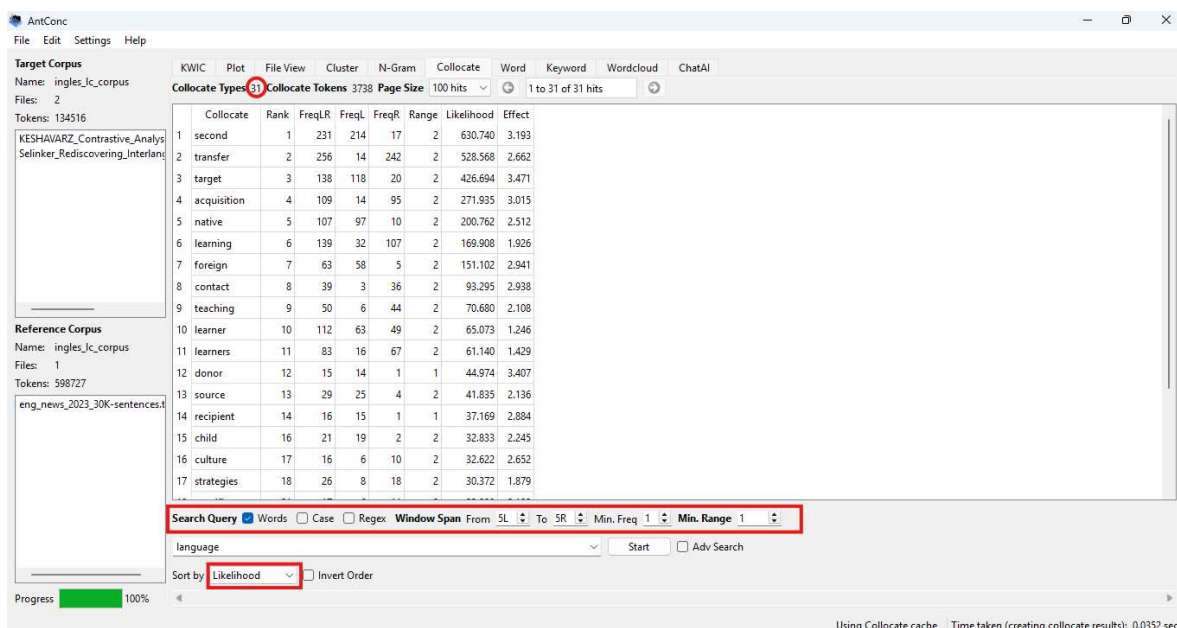 AntConc
File Edit Settings Help
Target Corpus
Name: ingles_lc_corpus
Files: 2
Tokens: 134516
KESHAVARZ_Contrastive_Analys
Selinker_Rediscovering_Interlang
Reference Corpus
Name: ingles_lc_corpus
Files: 1
Tokens: 598727
eng_news_2023_30K-sentences.t
Progress 100%
KWIC Plot File View Cluster N-Gram Collocate Word Keyword Wordcloud ChatAI
Collocate Types 31 Collocate Tokens 3738 Page Size 100 hits 1 to 31 of 31 hits
Collocate Rank FreqLR FreqL FreqR Range Likelihood Effect
1 second 1 231 214 17 2 630.740 3.193
2 transfer 2 256 14 242 2 528.568 2.662
3 target 3 138 118 20 2 426.694 3.471
4 acquisition 4 109 14 95 2 271.935 3.015
5 native 5 107 97 10 2 200.762 2.512
6 learning 6 139 32 107 2 169.908 1.926
7 foreign 7 63 58 5 2 151.102 2.941
8 contact 8 39 3 36 2 93.295 2.938
9 teaching 9 50 6 44 2 70.680 2.108
10 learner 10 112 63 49 2 65.073 1.246
11 learners 11 83 16 67 2 61.140 1.429
12 donor 12 15 14 1 1 44.974 3.407
13 source 13 29 25 4 2 41.835 2.136
14 recipient 14 16 15 1 1 37.169 2.884
15 child 16 21 19 2 2 32.833 2.245
16 culture 17 16 6 10 2 32.622 2.652
17 strategies 18 26 8 18 2 30.372 1.879
Search Query Words Case Regex Window Span From 5L To 5R Min. Freq 1 Min. Range 1
language Start Adv Search
Sort by Likelihood Invert Order
Using Collocate cache Time taken (creating collocate results): 0.0352 sec